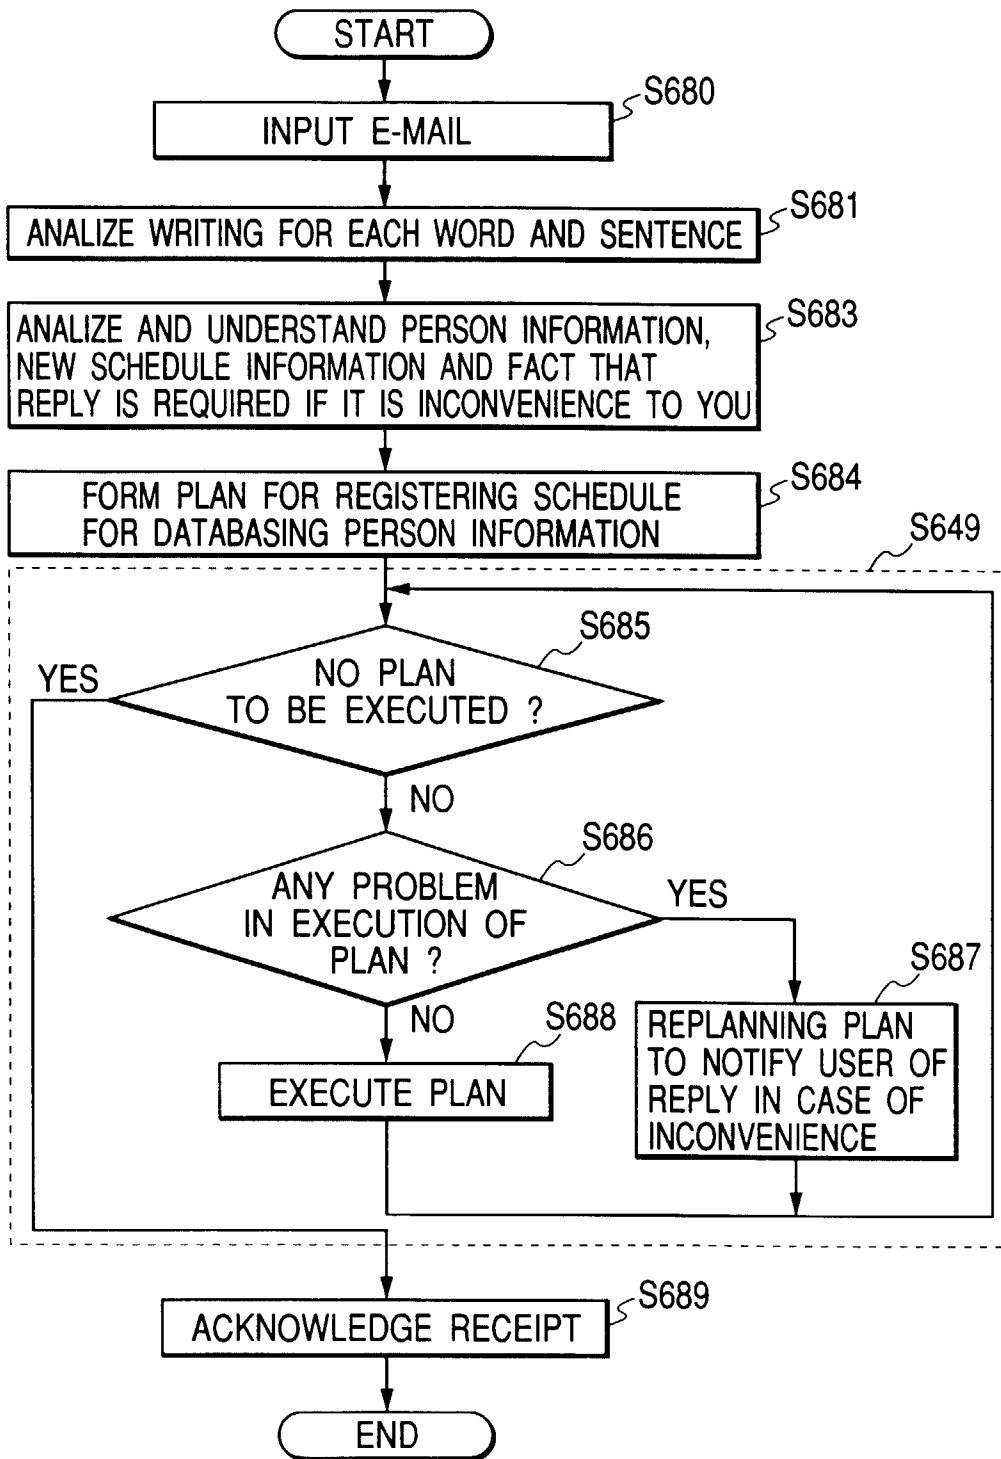 START
S680
INPUT E-MAIL
S681
ANALIZE WRITING FOR EACH WORD AND SENTENCE
S683
ANALIZE AND UNDERSTAND PERSON INFORMATION,
NEW SCHEDULE INFORMATION AND FACT THAT
REPLY IS REQUIRED IF IT IS INCONVENIENCE TO YOU
S684
FORM PLAN FOR REGISTERING SCHEDULE
FOR DATABASING PERSON INFORMATION
S649
S685
YES
NO PLAN
TO BE EXECUTED ?
NO
S686
ANY PROBLEM
IN EXECUTION OF
PLAN ?
YES
NO
S687
REPLANNING PLAN
TO NOTIFY USER OF
REPLY IN CASE OF
INCONVENIENCE
S688
EXECUTE PLAN
S689
ACKNOWLEDGE RECEIPT
END